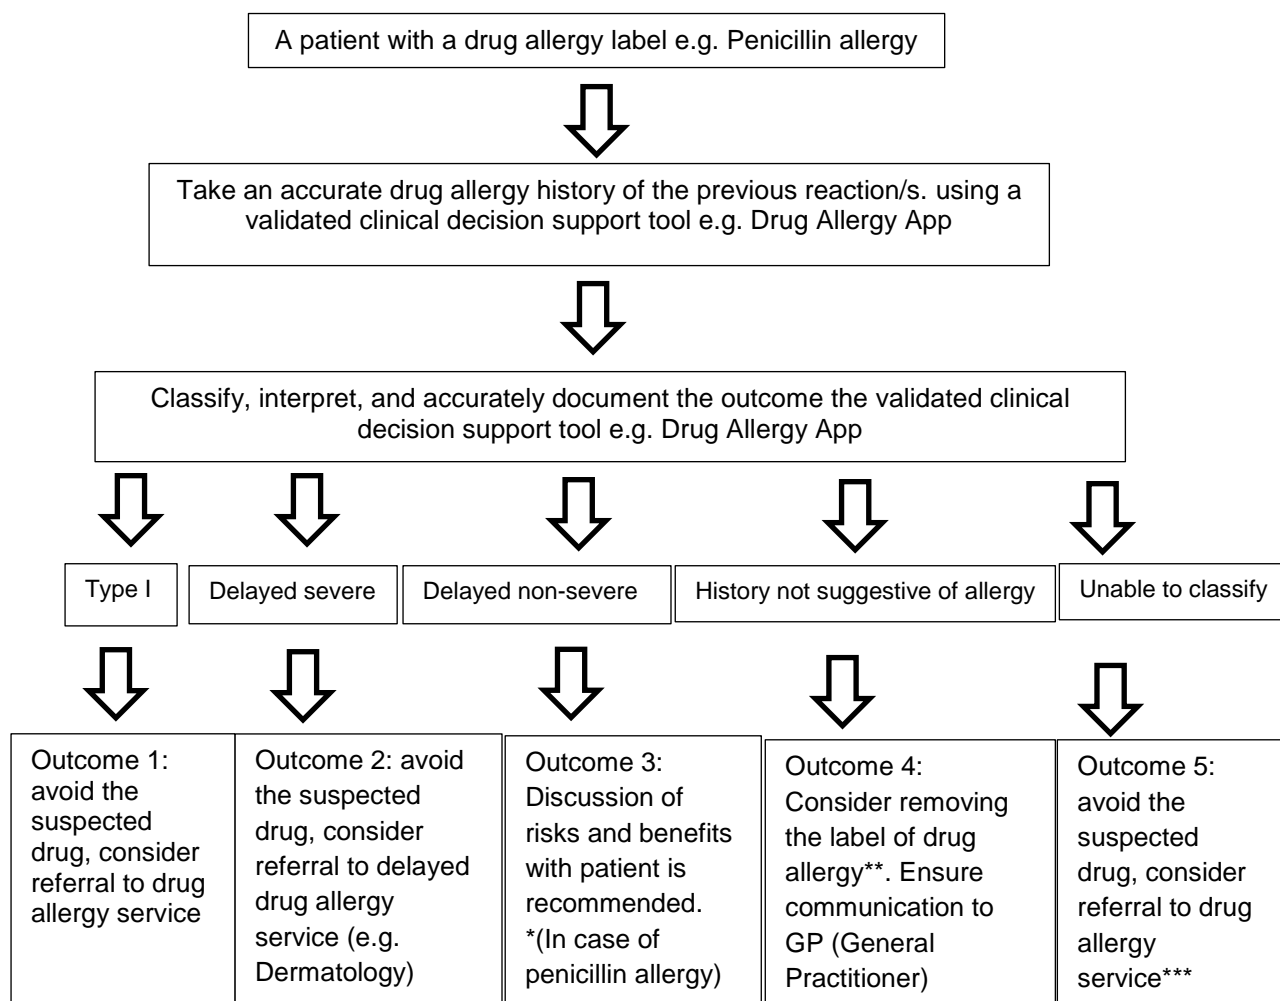 A patient with a drug allergy label e.g. Penicillin allergy
Take an accurate drug allergy history of the previous reaction/s. using a
validated clinical decision support tool e.g. Drug Allergy App
Classify, interpret, and accurately document the outcome the validated clinical
decision support tool e.g. Drug Allergy App
Type I
Delayed severe
Delayed non-severe
History not suggestive of allergy
Unable to classify
Outcome 1:
avoid the
suspected
drug, consider
referral to drug
allergy service
Outcome 2: avoid
the suspected
drug, consider
referral to delayed
drug allergy
service (e.g.
Dermatology)
Outcome 3:
Discussion of
risks and benefits
with patient is
recommended.
*(In case of
penicillin allergy)
Outcome 4:
Consider removing
the label of drug
allergy**. Ensure
communication to
GP (General
Practitioner)
Outcome 5:
avoid the
suspected
drug, consider
referral to drug
allergy
service***